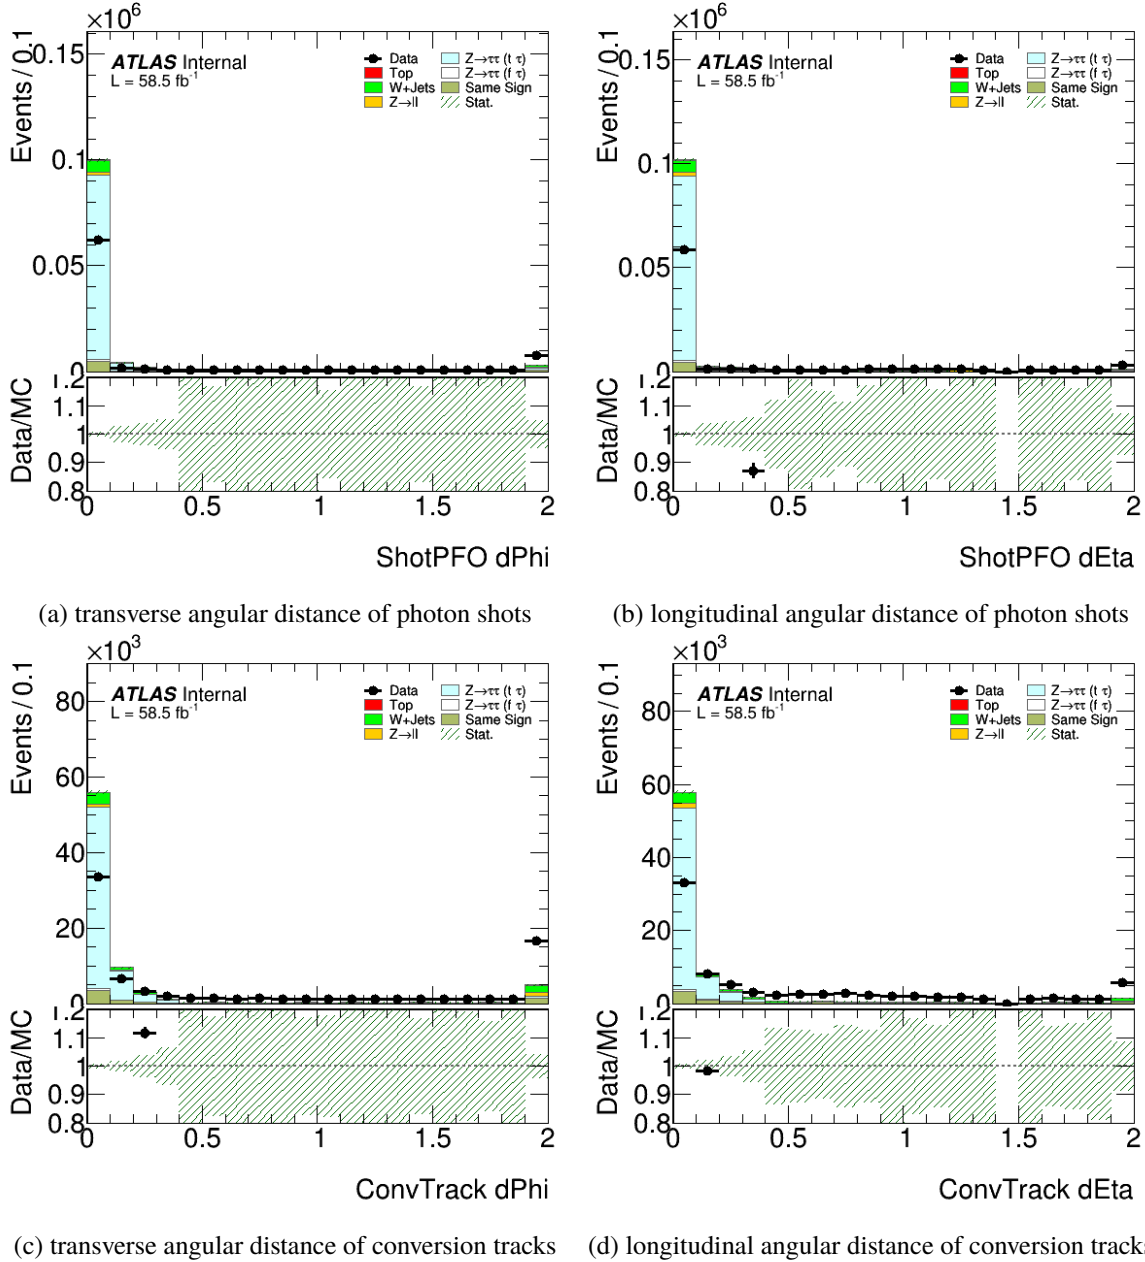 ×10⁶
Events / 0.1
0.15
0.1
0.05
0
ATLAS Internal
L = 58.5 fb⁻¹
Data
Top
W+Jets
Z→ll
Z→ττ (t τ)
Z→ττ (f τ)
Same Sign
Stat.
Data/MC
1.2
1.1
1
0.9
0.8
0 0.5 1 1.5 2
ShotPFO dPhi
(a) transverse angular distance of photon shots
×10⁶
Events / 0.1
0.15
0.1
0.05
0
ATLAS Internal
L = 58.5 fb⁻¹
Data
Top
W+Jets
Z→ll
Z→ττ (t τ)
Z→ττ (f τ)
Same Sign
Stat.
Data/MC
1.2
1.1
1
0.9
0.8
0 0.5 1 1.5 2
ShotPFO dEta
(b) longitudinal angular distance of photon shots
×10³
Events / 0.1
80
60
40
20
0
ATLAS Internal
L = 58.5 fb⁻¹
Data
Top
W+Jets
Z→ll
Z→ττ (t τ)
Z→ττ (f τ)
Same Sign
Stat.
Data/MC
1.2
1.1
1
0.9
0.8
0 0.5 1 1.5 2
ConvTrack dPhi
(c) transverse angular distance of conversion tracks
×10³
Events / 0.1
80
60
40
20
0
ATLAS Internal
L = 58.5 fb⁻¹
Data
Top
W+Jets
Z→ll
Z→ττ (t τ)
Z→ττ (f τ)
Same Sign
Stat.
Data/MC
1.2
1.1
1
0.9
0.8
0 0.5 1 1.5 2
ConvTrack dEta
(d) longitudinal angular distance of conversion tracks